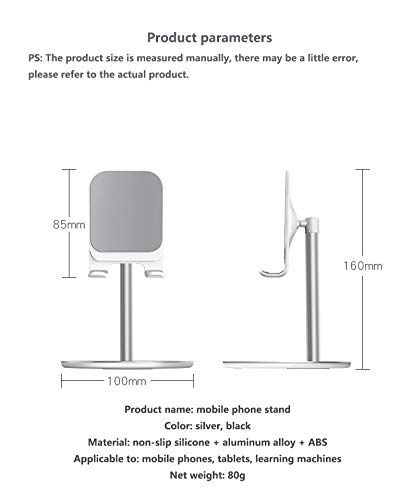 Product parameters
PS: The product size is measured manually, there may be a little error,
please refer to the actual product.
85mm
160mm
100mm
Product name: mobile phone stand
Color: silver, black
Material: non-slip silicone + aluminum alloy + ABS
Applicable to: mobile phones, tablets, learning machines
Net weight: 80g